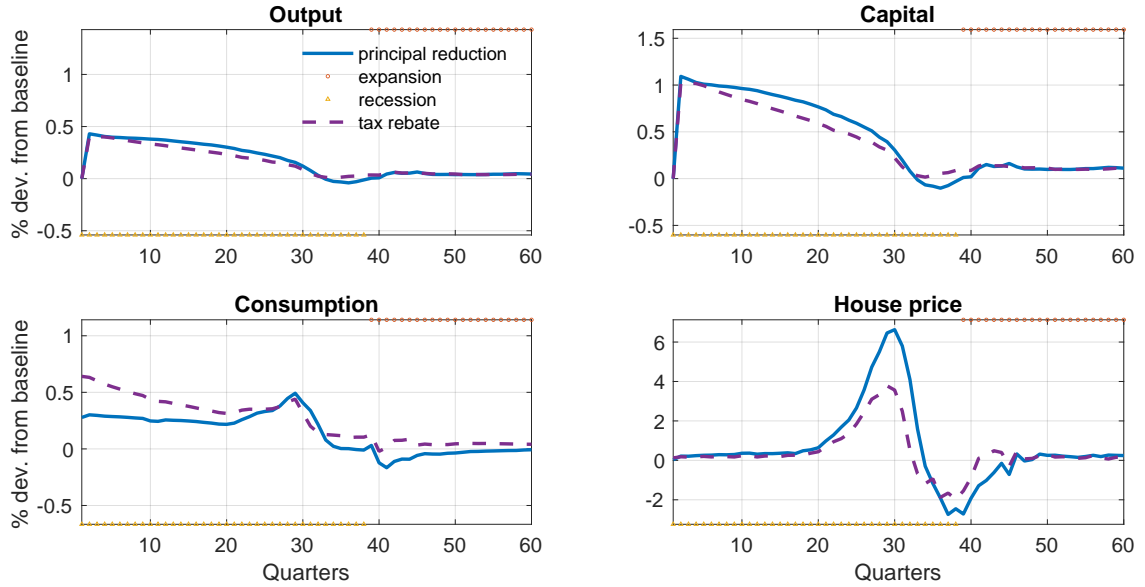 Output
% dev. from baseline
1
0.5
0
-0.5
10 20 30 40 50 60
principal reduction
expansion
recession
tax rebate
Capital
1.5
1
0.5
0
-0.5
10 20 30 40 50 60
Consumption
% dev. from baseline
1
0.5
0
-0.5
10 20 30 40 50 60
Quarters
House price
6
4
2
0
-2
10 20 30 40 50 60
Quarters